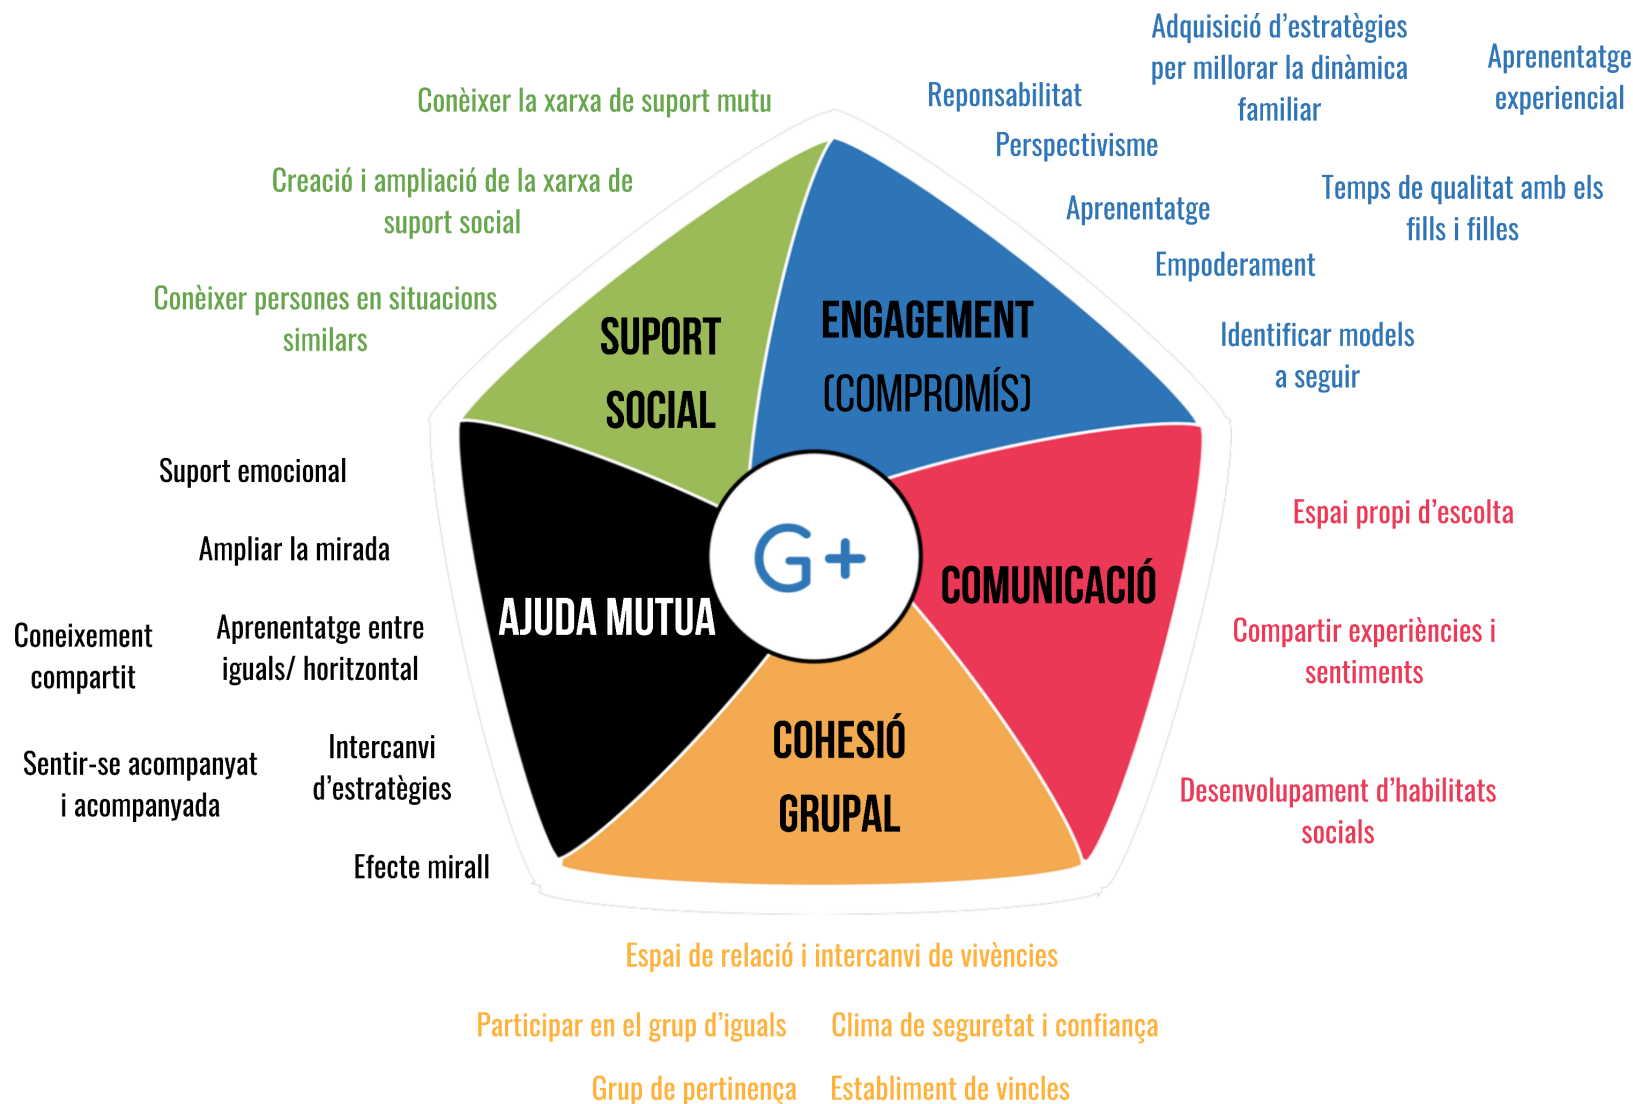 Conèixer la xarxa de suport mutu
Creació i ampliació de la xarxa de
suport social
Conèixer persones en situacions
similars
SUPORT
SOCIAL
Reponsabilitat
Perspectivisme
Aprenentatge
Empoderament
Identificar models
a seguir
Adquisició d'estratègies
per millorar la dinàmica
familiar
Aprenentatge
experiencial
Temps de qualitat amb els
fills i filles
ENGAGEMENT
(COMPROMÍS)
G+
COMUNICACIÓ
Espai propi d'escolta
Compartir experiències i
sentiments
Desenvolupament d'habilitats
socials
AJUDA MUTUA
Suport emocional
Ampliar la mirada
Coneixement
compartit
Aprenentatge entre
iguals/ horitzontal
Sentir-se acompanyat
i acompanyada
Intercanvi
d'estratègies
Efecte mirall
COHESIÓ
GRUPAL
Espai de relació i intercanvi de vivències
Participar en el grup d'iguals
Clima de seguretat i confiança
Grup de pertinença
Establiment de vincles